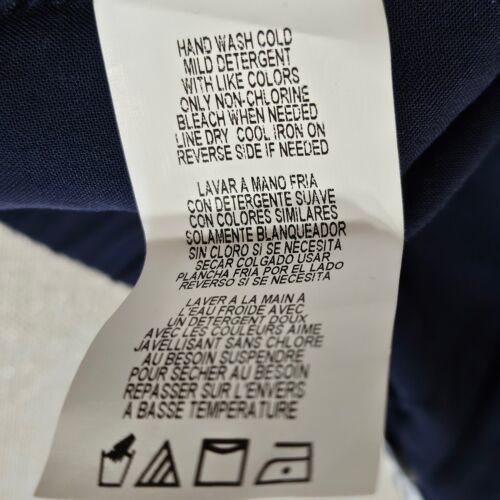 HAND WASH COLD
MILD DETERGENT
WITH LIKE COLORS
ONLY NON-CHLORINE
BLEACH WHEN NEEDED
LINE DRY COOL IRON ON
REVERSE SIDE IF NEEDED
LAVAR A MANO FRIA
CON DETERGENTE SUAVE
CON COLORES SIMILARES
SOLAMENTE BLANQUEADOR
SIN CLORO SI SE NECESITA
SECAR COLGADO USAR
PLANCHA FRIA POR EL LADO
REVERSO SI SE NECESITA
LAVER A LA MAIN A
L'EAU FROIDE AVEC
UN DETERGENT DOUX
AVEC LES COULEURS AIME
JAVELLISANT SANS CHLORE
AU BESOIN SUSPENDRE
POUR SECHER AU BESOIN
REPASSER SUR L'ENVERS
A BASSE TEMPERATURE